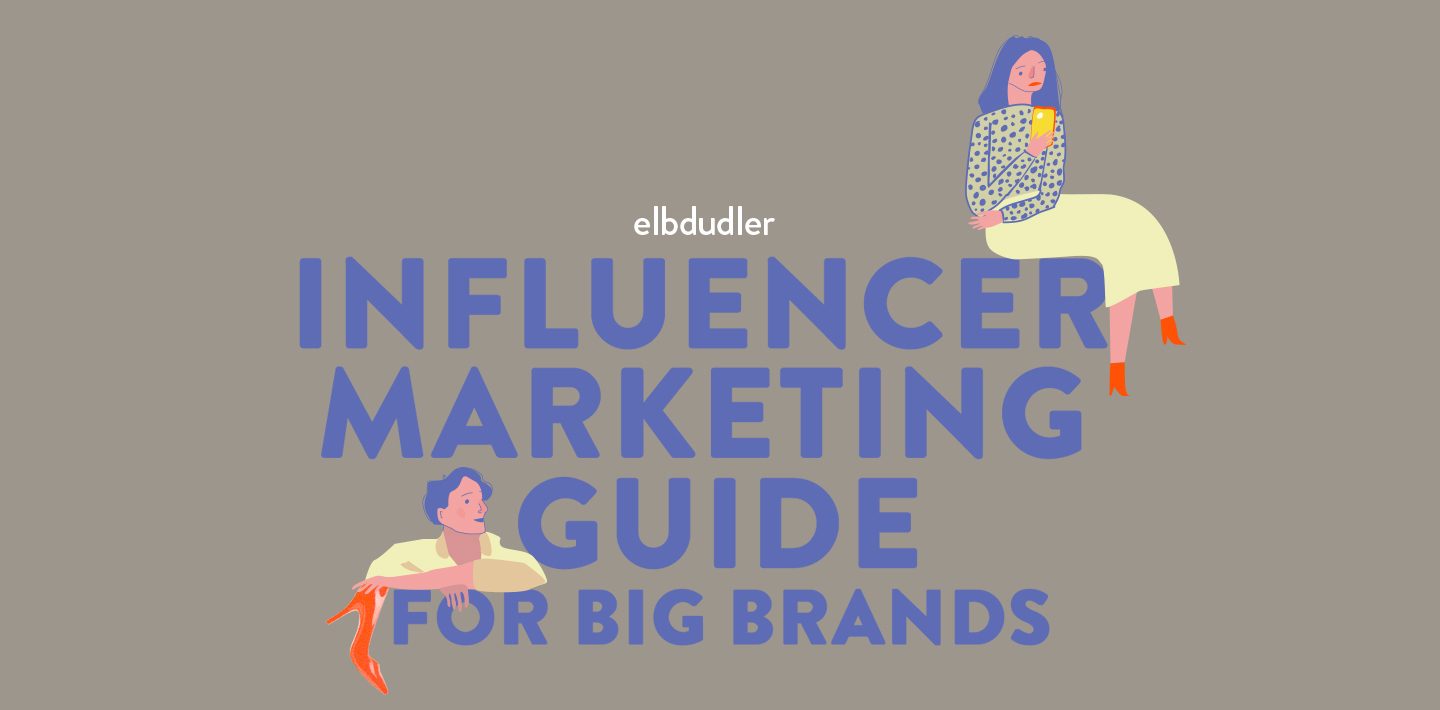 elbdudler
INFLUENCER
MARKETING
GUIDE
FOR BIG BRANDS